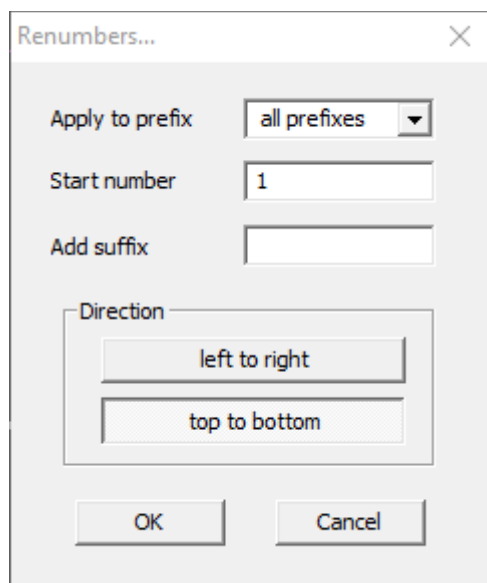 Renumbers...
Apply to prefix all prefixes
Start number 1
Add suffix
Direction
left to right
top to bottom
OK Cancel